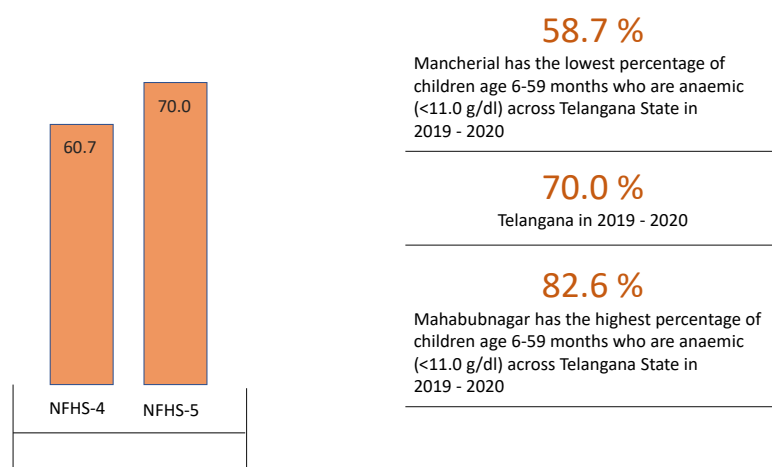 60.7
70.0
NFHS-4
NFHS-5
58.7 %
Mancherial has the lowest percentage of
children age 6-59 months who are anaemic
(<11.0 g/dl) across Telangana State in
2019 - 2020
70.0 %
Telangana in 2019 - 2020
82.6 %
Mahabubnagar has the highest percentage of
children age 6-59 months who are anaemic
(<11.0 g/dl) across Telangana State in
2019 - 2020